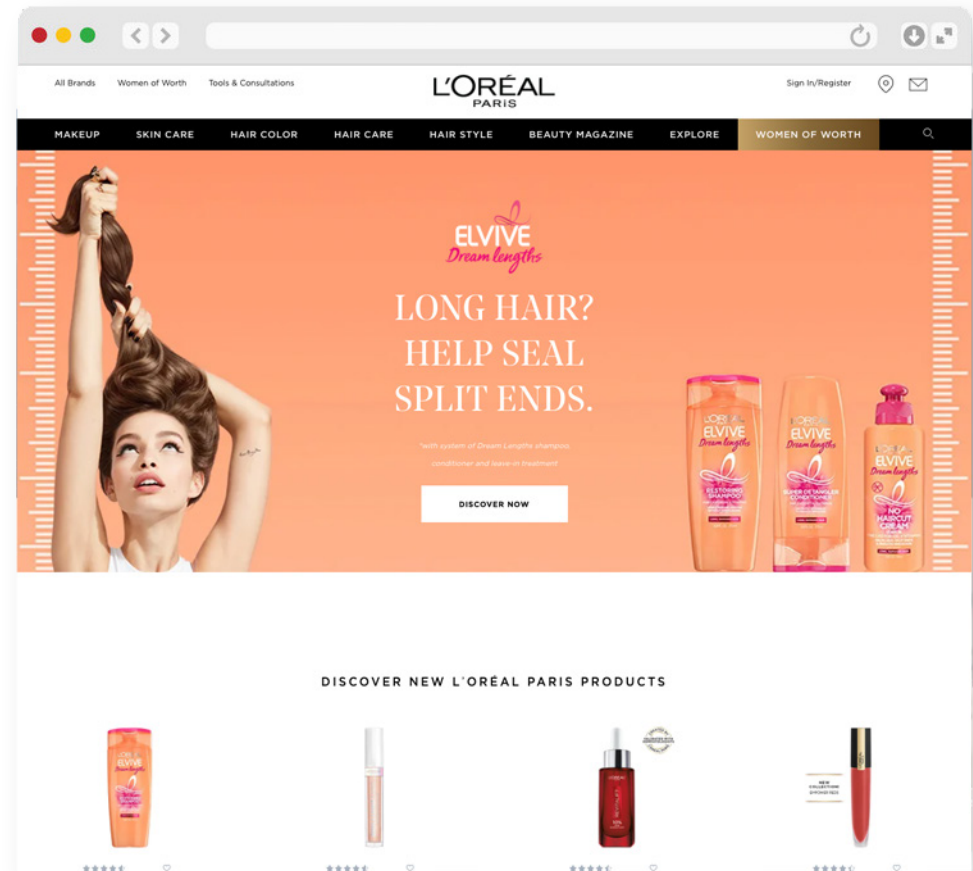 All Brands Women of Worth Tools & Consultations
L'ORÉAL
PARIS
Sign In/Register
MAKEUP SKIN CARE HAIR COLOR HAIR CARE HAIR STYLE BEAUTY MAGAZINE EXPLORE WOMEN OF WORTH
ELVIVE
Dream lengths
LONG HAIR?
HELP SEAL
SPLIT ENDS.
*with system of Dream Lengths shampoo,
conditioner and leave-in treatment
DISCOVER NOW
L'ORÉAL
ELVIVE
Dream lengths
RESTORING
SHAMPOO
L'ORÉAL
ELVIVE
Dream lengths
SUPER DETANGLER
CONDITIONER
L'ORÉAL
ELVIVE
Dream lengths
NO
HAIRCUT
CREAM
DISCOVER NEW L'ORÉAL PARIS PRODUCTS
ELVIVE
Dream lengths
NEW
COLLECTION